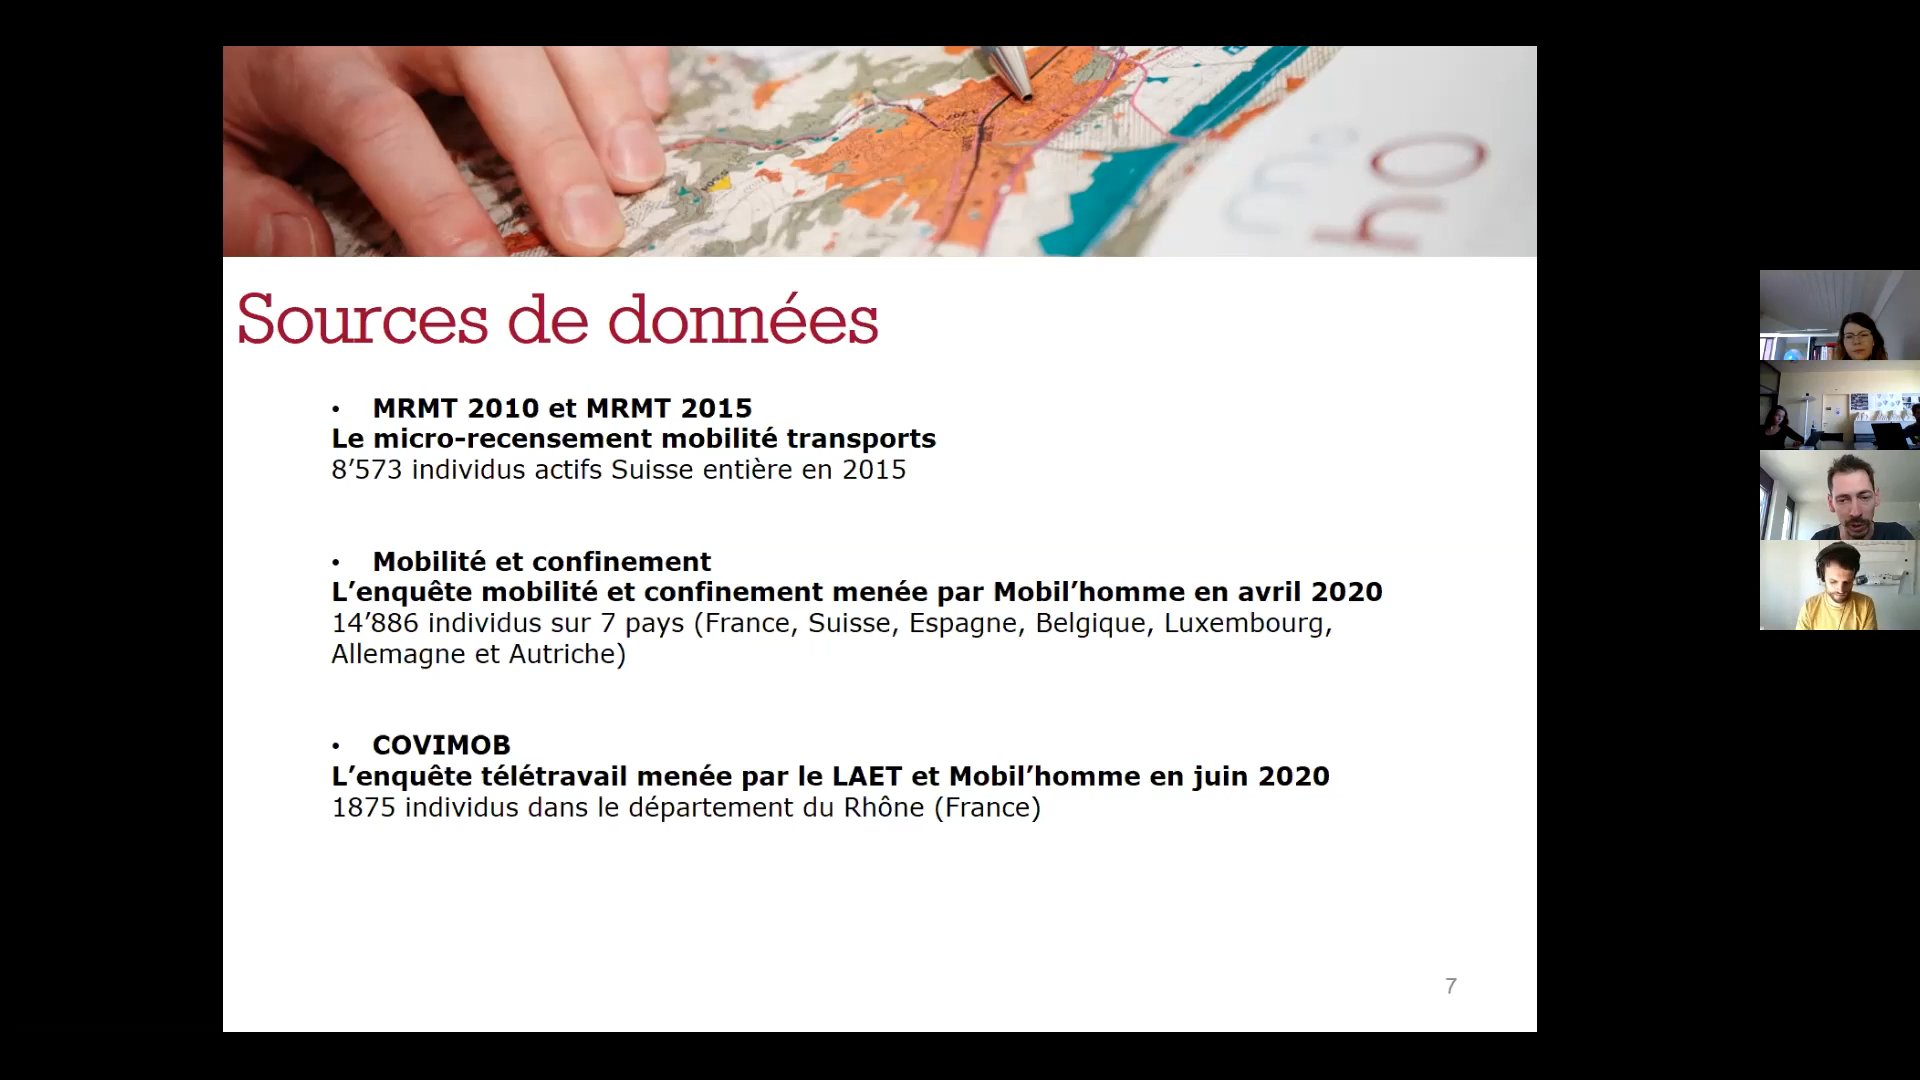 ho
Sources de données
• MRMT 2010 et MRMT 2015
Le micro-recensement mobilité transports
8’573 individus actifs Suisse entière en 2015
• Mobilité et confinement
L’enquête mobilité et confinement menée par Mobil’homme en avril 2020
14’886 individus sur 7 pays (France, Suisse, Espagne, Belgique, Luxembourg,
Allemagne et Autriche)
• COVIMOB
L’enquête télétravail menée par le LAET et Mobil’homme en juin 2020
1875 individus dans le département du Rhône (France)
7